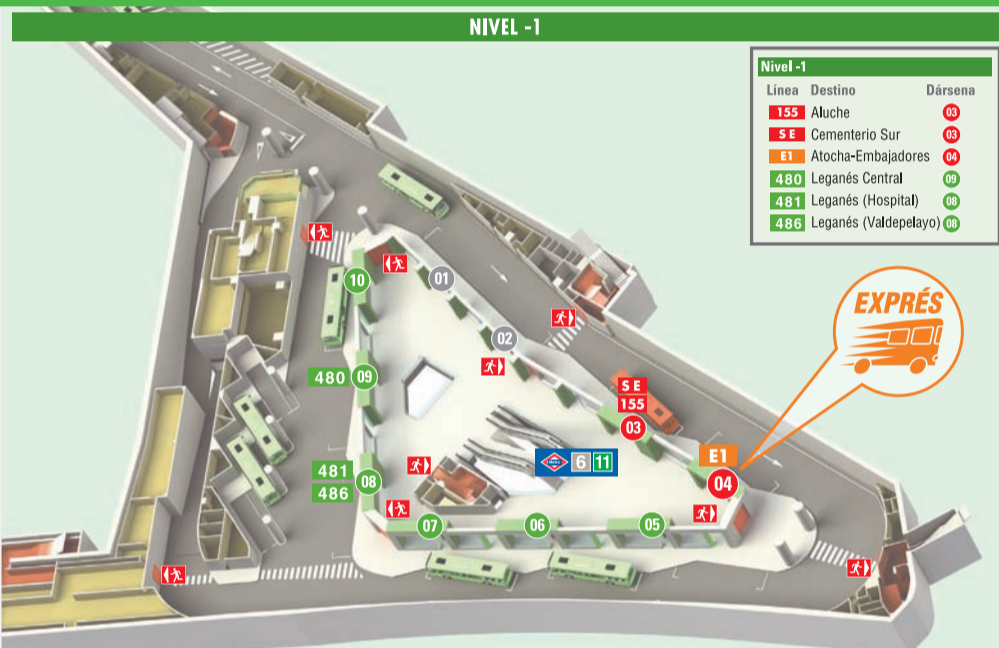 NIVEL -1
Nivel -1
Línea Destino Dársena
155 Aluche 03
S E Cementerio Sur 03
E1 Atocha-Embajadores 04
480 Leganés Central 09
481 Leganés (Hospital) 08
486 Leganés (Valdepelayo) 08
EXPRÉS
10
01
02
480 09
S E
155
03
E1
04
Metro 6 11
481
486
08
07
06
05